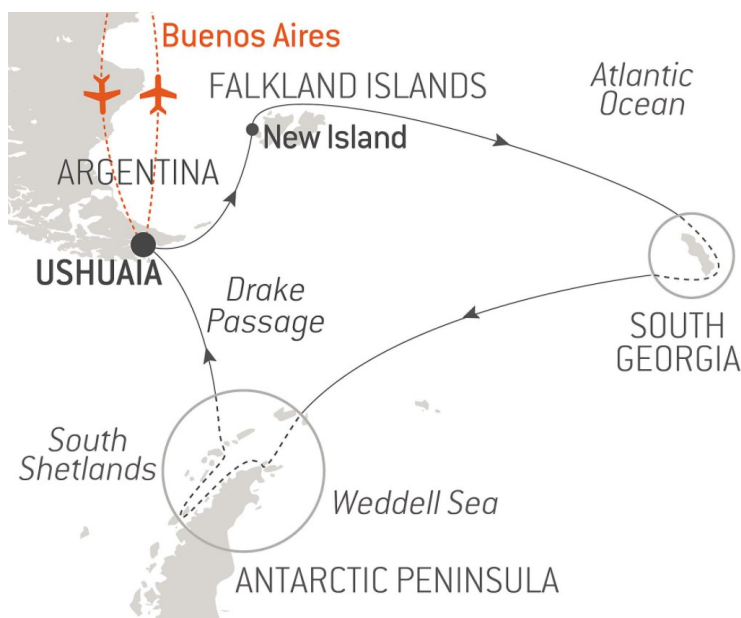 Buenos Aires
FALKLAND ISLANDS
Atlantic
Ocean
New Island
ARGENTINA
USHUAIA
Drake
Passage
SOUTH
GEORGIA
South
Shetlands
Weddell Sea
ANTARCTIC PENINSULA